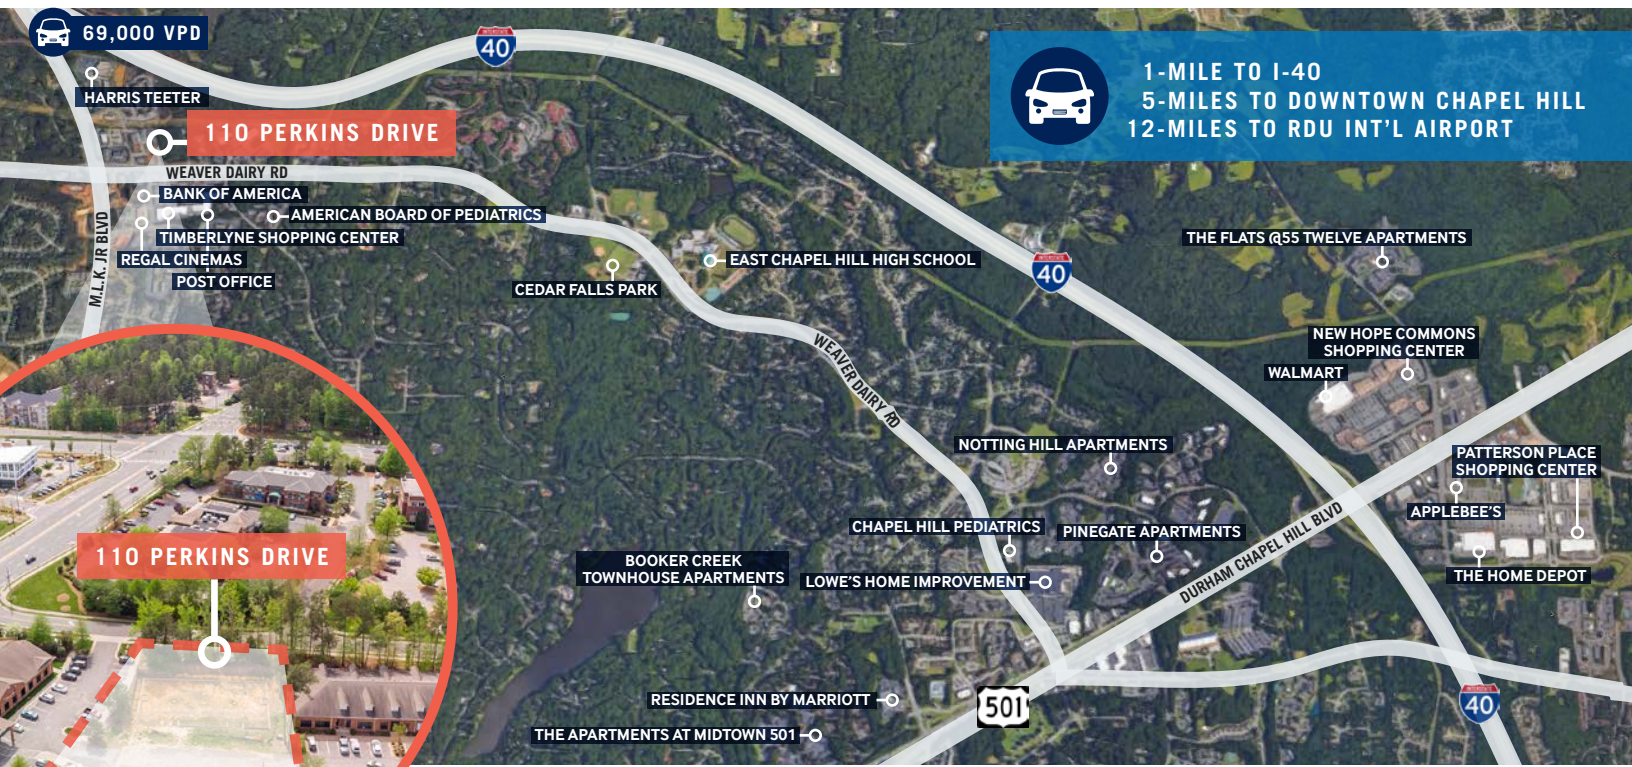 69,000 VPD
INTERSTATE
40
1-MILE TO I-40
5-MILES TO DOWNTOWN CHAPEL HILL
12-MILES TO RDU INT'L AIRPORT
HARRIS TEETER
110 PERKINS DRIVE
WEAVER DAIRY RD
BANK OF AMERICA
AMERICAN BOARD OF PEDIATRICS
TIMBERLYNE SHOPPING CENTER
REGAL CINEMAS
POST OFFICE
M.L.K. JR BLVD
CEDAR FALLS PARK
EAST CHAPEL HILL HIGH SCHOOL
INTERSTATE
40
THE FLATS @55 TWELVE APARTMENTS
NEW HOPE COMMONS
SHOPPING CENTER
WALMART
WEAVER DAIRY RD
NOTTING HILL APARTMENTS
PATTERSON PLACE
SHOPPING CENTER
APPLEBEE'S
CHAPEL HILL PEDIATRICS
PINEGATE APARTMENTS
DURHAM CHAPEL HILL BLVD
110 PERKINS DRIVE
BOOKER CREEK
TOWNHOUSE APARTMENTS
LOWE'S HOME IMPROVEMENT
THE HOME DEPOT
RESIDENCE INN BY MARRIOTT
501
INTERSTATE
40
THE APARTMENTS AT MIDTOWN 501